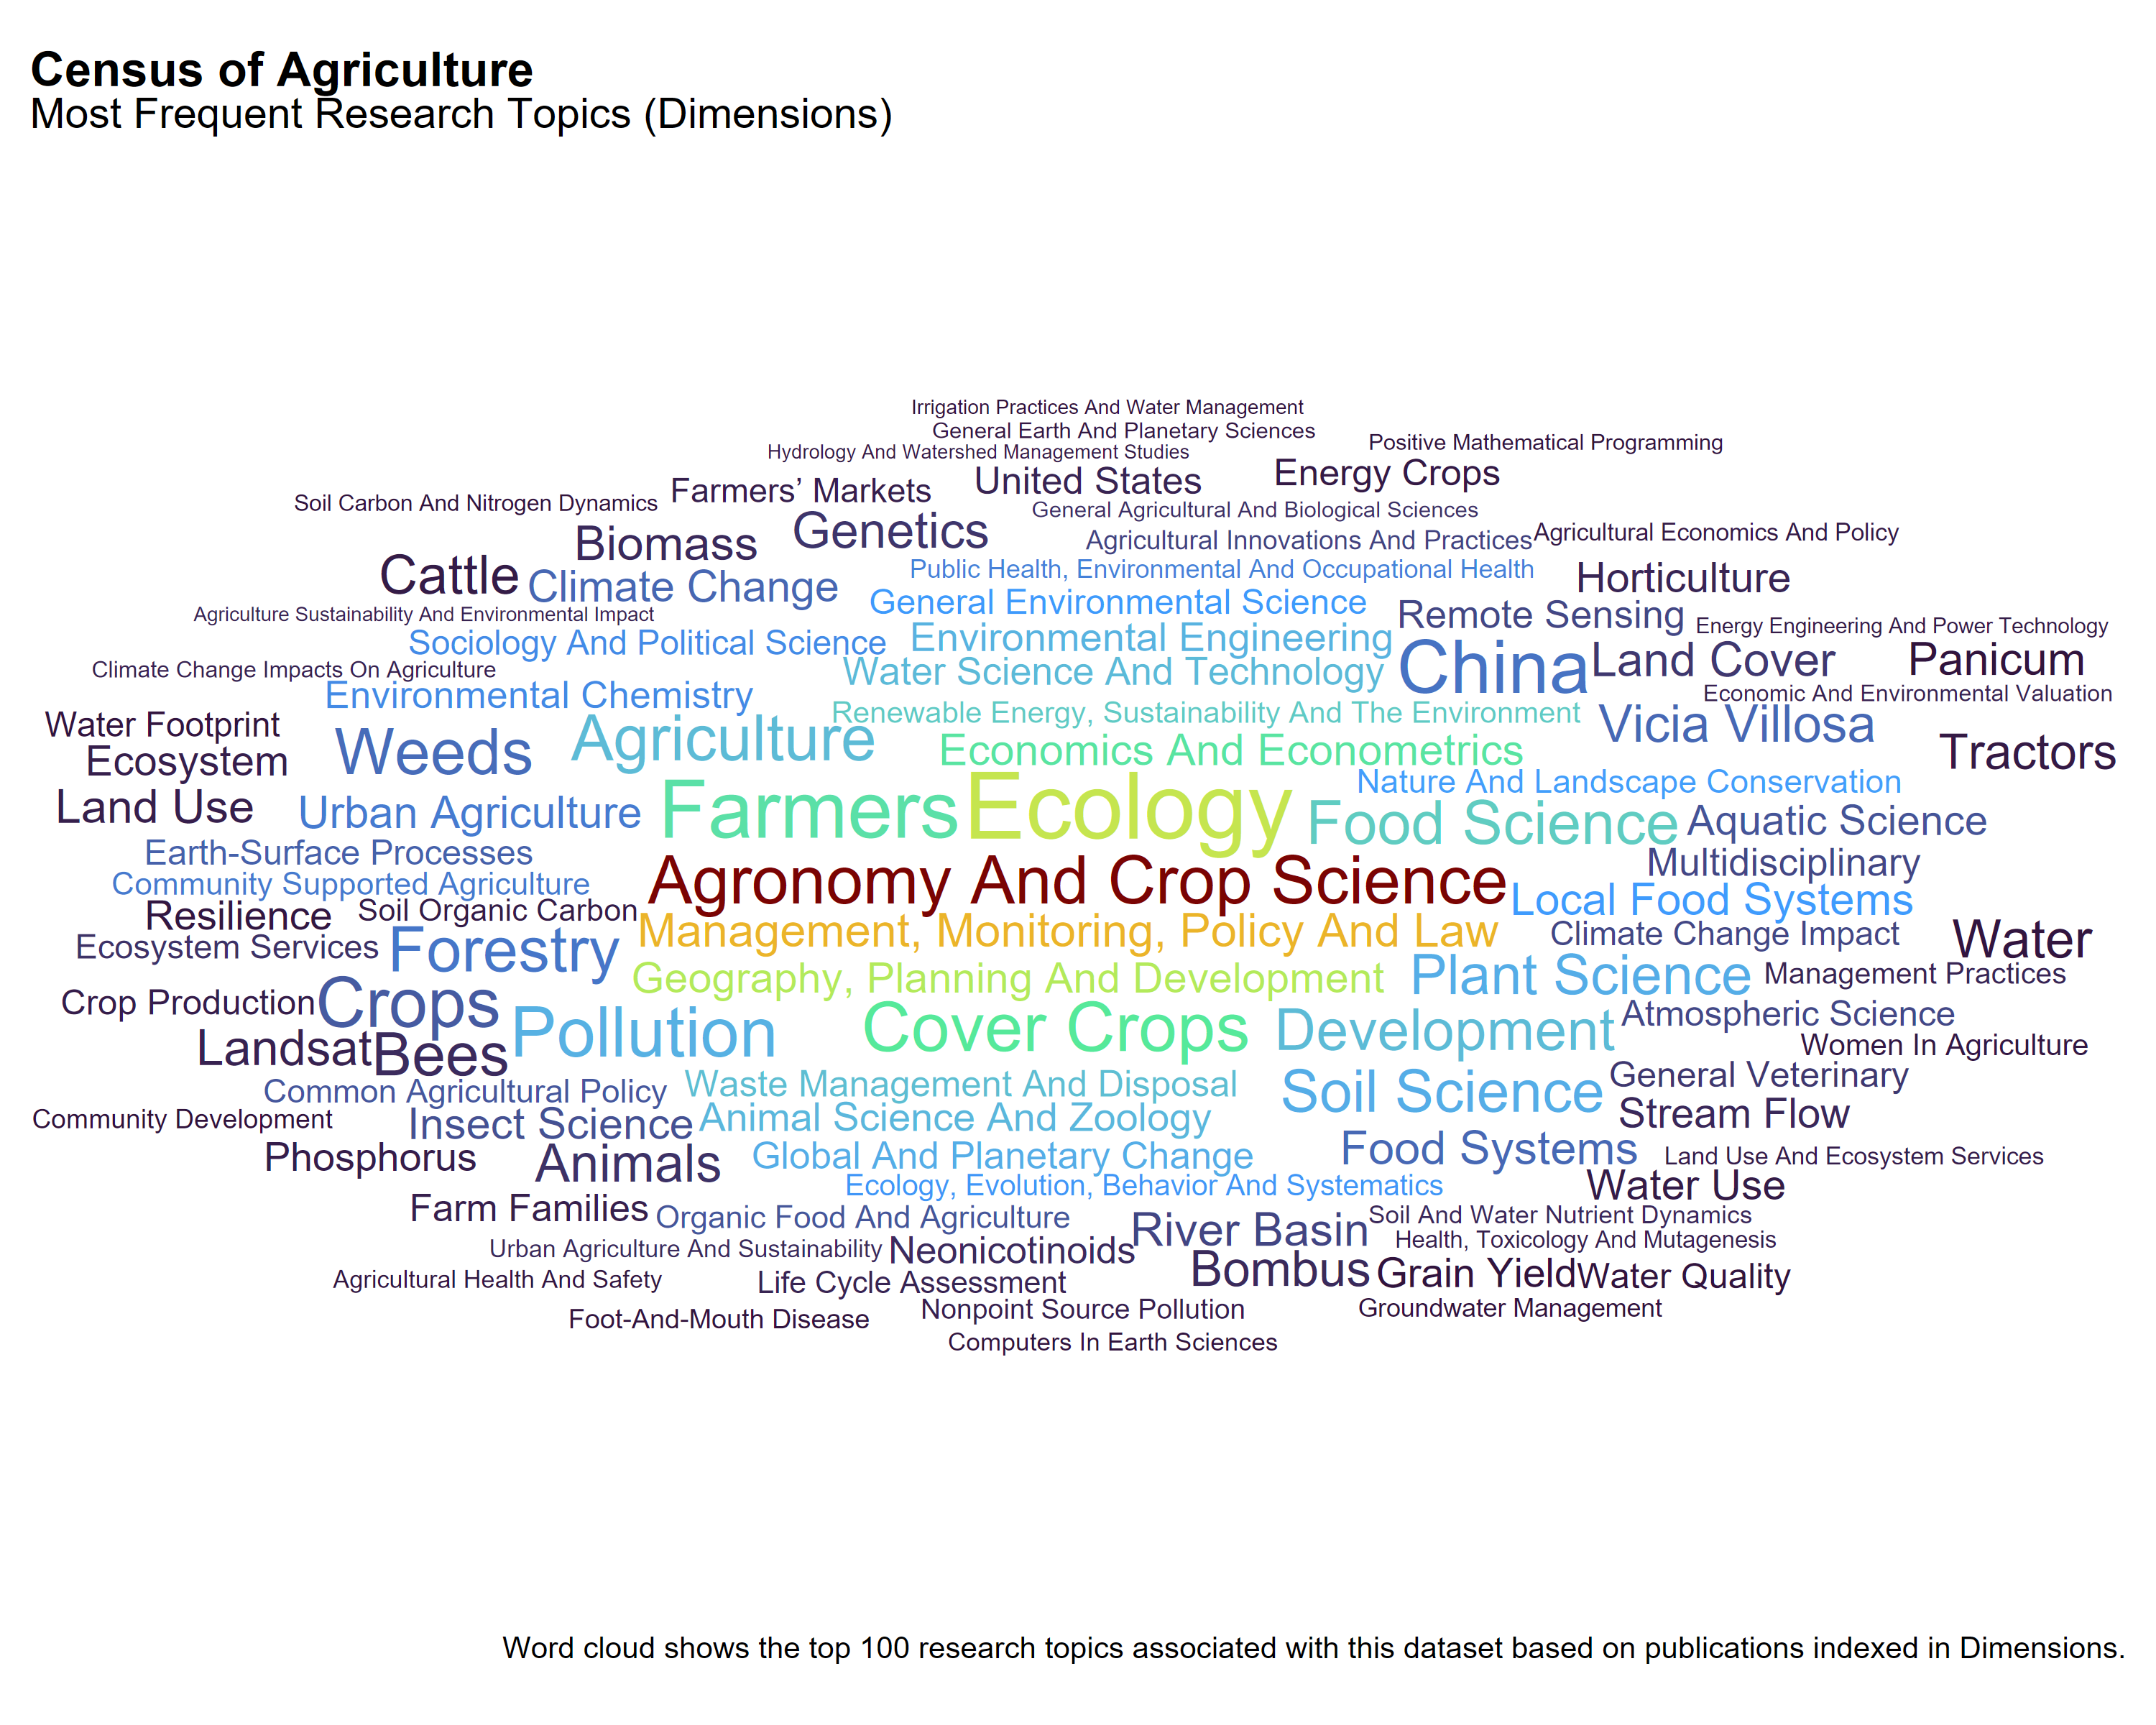 Census of Agriculture
Most Frequent Research Topics (Dimensions)
Irrigation Practices And Water Management
General Earth And Planetary Sciences
Positive Mathematical Programming
Hydrology And Watershed Management Studies
United States
Energy Crops
Farmers’ Markets
Soil Carbon And Nitrogen Dynamics
General Agricultural And Biological Sciences
Genetics
Agricultural Economics And Policy
Biomass
Agricultural Innovations And Practices
Public Health, Environmental And Occupational Health
Cattle
Climate Change
Horticulture
General Environmental Science
Agriculture Sustainability And Environmental Impact
Remote Sensing
Energy Engineering And Power Technology
Sociology And Political Science
Environmental Engineering
China
Land Cover
Panicum
Climate Change Impacts On Agriculture
Water Science And Technology
Environmental Chemistry
Economic And Environmental Valuation
Renewable Energy, Sustainability And The Environment
Water Footprint
Vicia Villosa
Agriculture
Weeds
Economics And Econometrics
Tractors
Ecosystem
Nature And Landscape Conservation
Land Use
Urban Agriculture
Farmers
Ecology
Food Science
Aquatic Science
Earth-Surface Processes
Multidisciplinary
Community Supported Agriculture
Agronomy And Crop Science
Local Food Systems
Resilience
Soil Organic Carbon
Management, Monitoring, Policy And Law
Climate Change Impact
Water
Ecosystem Services
Forestry
Geography, Planning And Development
Plant Science
Management Practices
Crop Production
Crops
Atmospheric Science
Pollution
Cover Crops
Development
Women In Agriculture
Landsat
Bees
General Veterinary
Common Agricultural Policy
Waste Management And Disposal
Soil Science
Stream Flow
Community Development
Insect Science
Animal Science And Zoology
Phosphorus
Animals
Global And Planetary Change
Food Systems
Land Use And Ecosystem Services
Ecology, Evolution, Behavior And Systematics
Water Use
Farm Families
Organic Food And Agriculture
River Basin
Soil And Water Nutrient Dynamics
Urban Agriculture And Sustainability
Neonicotinoids
Health, Toxicology And Mutagenesis
Agricultural Health And Safety
Life Cycle Assessment
Bombus
Grain Yield
Water Quality
Foot-And-Mouth Disease
Nonpoint Source Pollution
Groundwater Management
Computers In Earth Sciences
Word cloud shows the top 100 research topics associated with this dataset based on publications indexed in Dimensions.